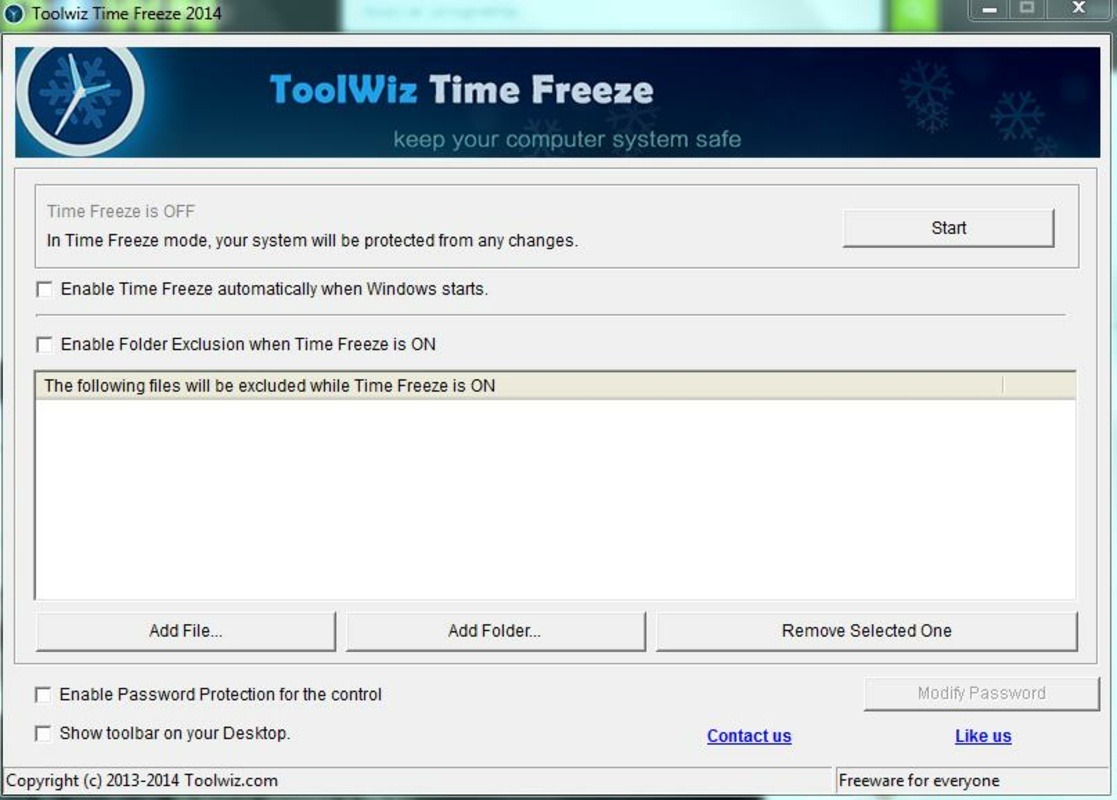 Toolwiz Time Freeze 2014
ToolWiz Time Freeze
keep your computer system safe
Time Freeze is OFF
In Time Freeze mode, your system will be protected from any changes.
Start
Enable Time Freeze automatically when Windows starts.
Enable Folder Exclusion when Time Freeze is ON
The following files will be excluded while Time Freeze is ON
Add File...
Add Folder...
Remove Selected One
Enable Password Protection for the control
Modify Password
Show toolbar on your Desktop.
Contact us
Like us
Copyright (c) 2013-2014 Toolwiz.com
Freeware for everyone